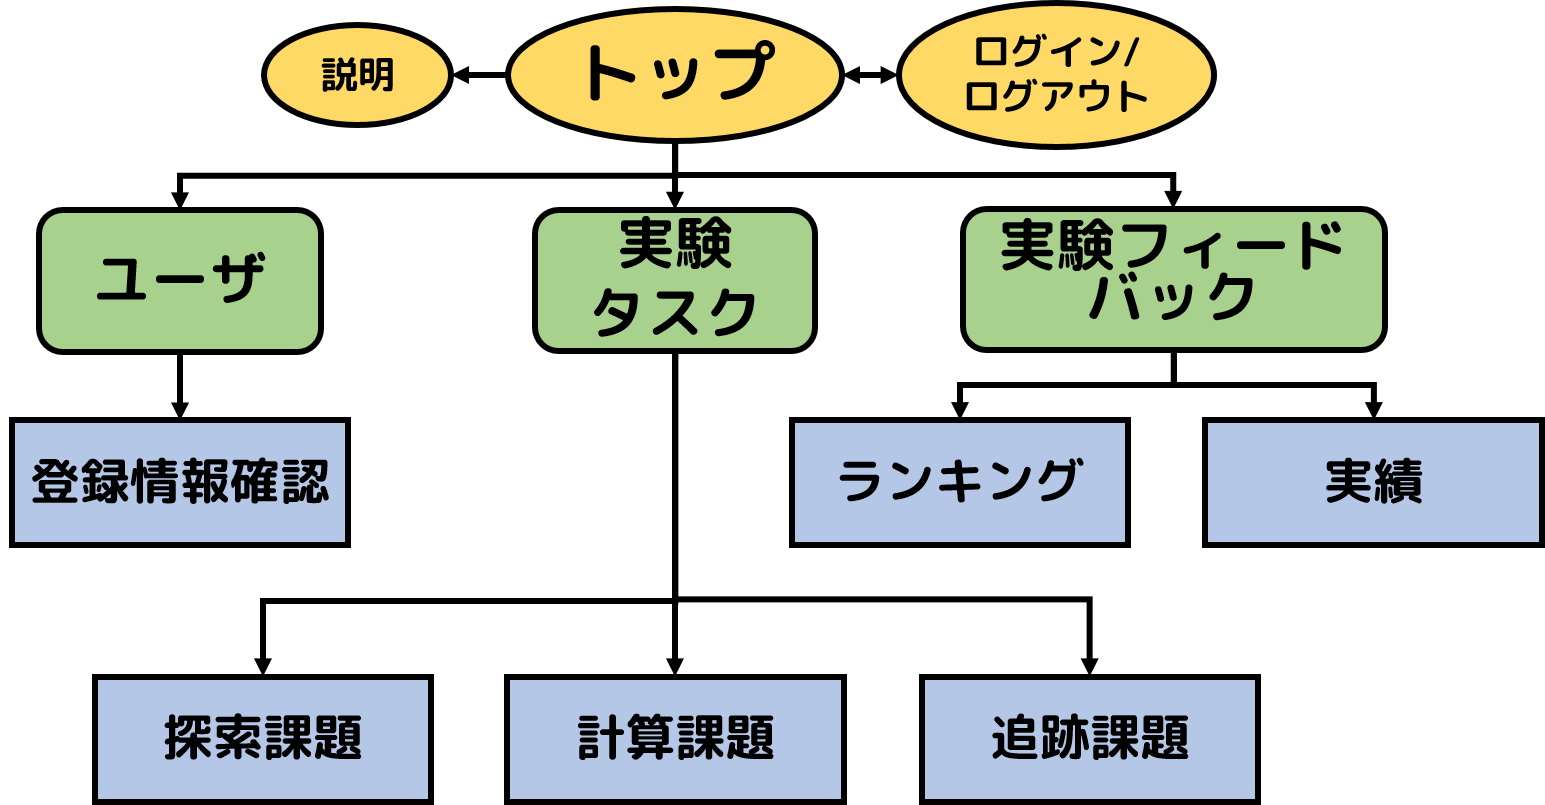 説明
トップ
ログイン/
ログアウト
ユーザ
実験
タスク
実験フィード
バック
登録情報確認
ランキング
実績
探索課題
計算課題
追跡課題